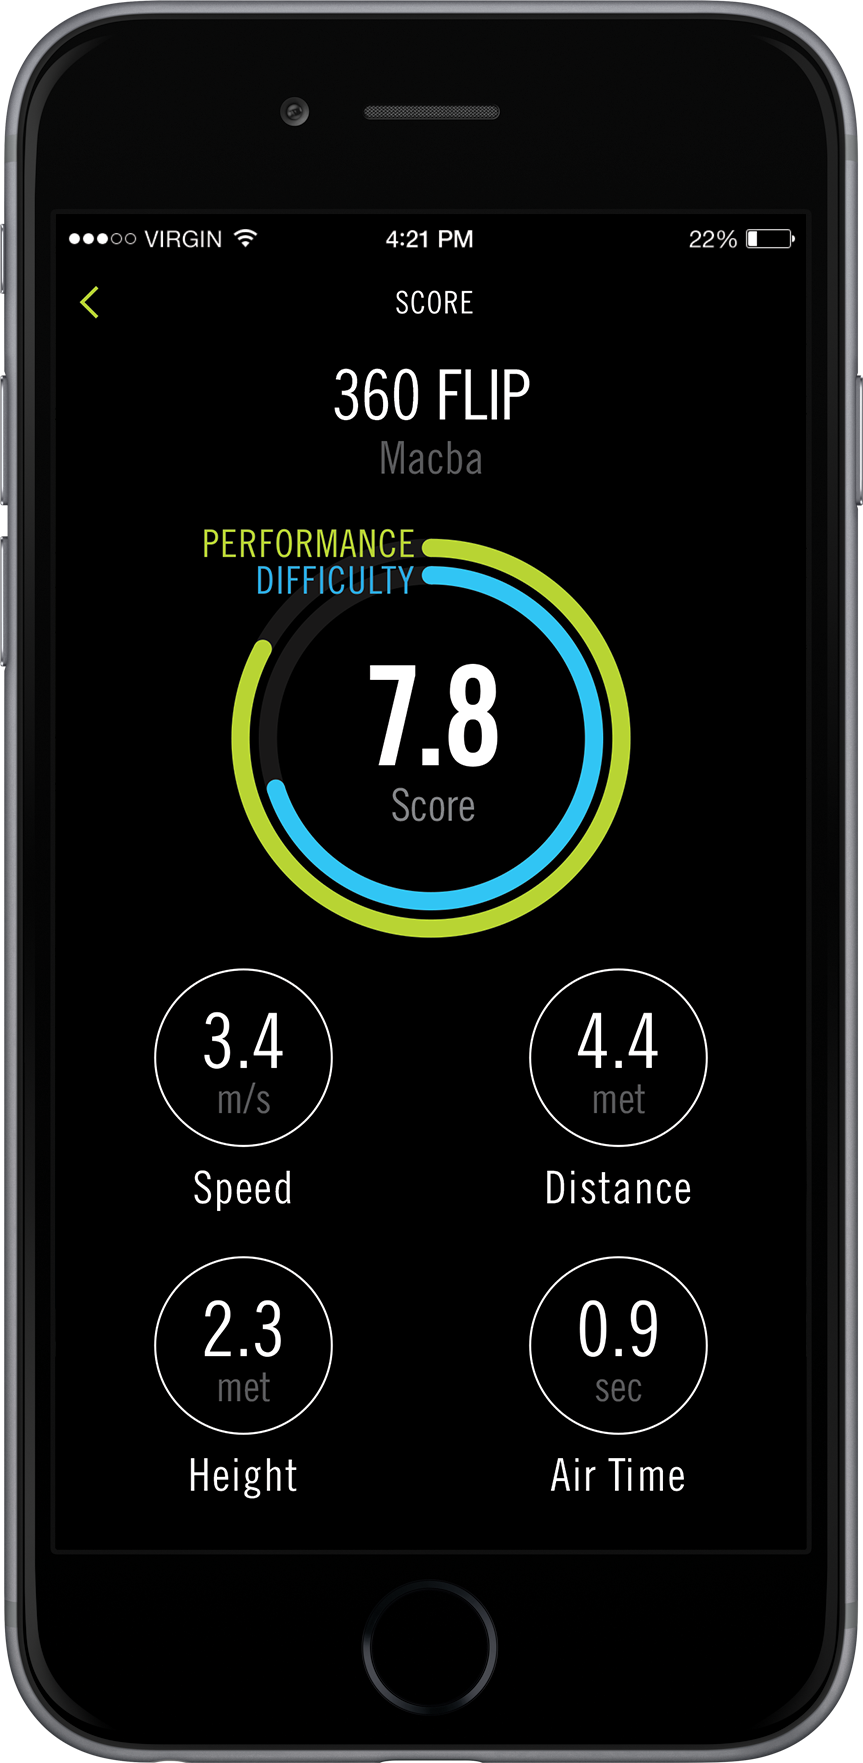 VIRGIN 4:21 PM 22%
SCORE
360 FLIP
Macba
PERFORMANCE
DIFFICULTY
7.8
Score
3.4 4.4
m/s met
Speed Distance
2.3 0.9
met sec
Height Air Time